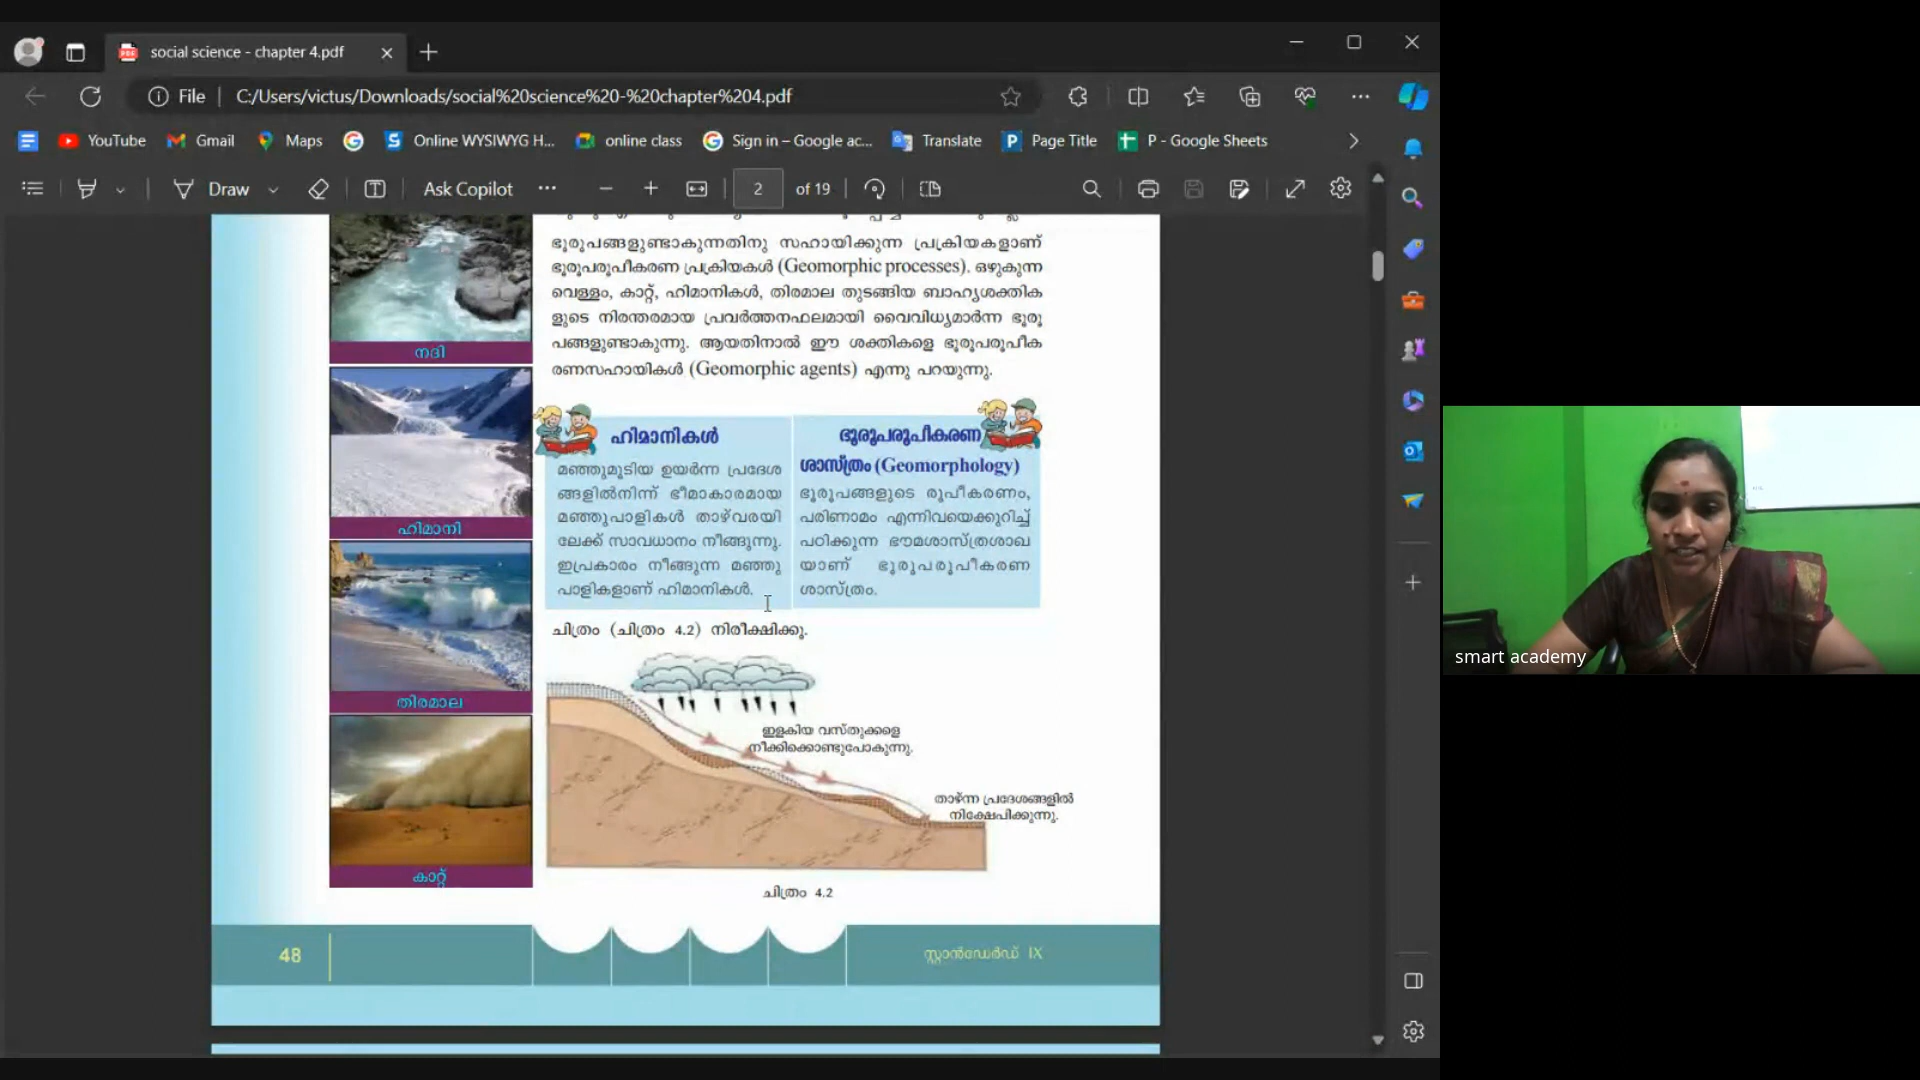 social science - chapter 4.pdf
File
C:/Users/victus/Downloads/social%20science%20-%20chapter%204.pdf
YouTube
Gmail
Maps
Online WYSIWYG H...
online class
Sign in – Google ac...
Translate
Page Title
P - Google Sheets
Draw
Ask Copilot
2
of 19
ഭൂരൂപങ്ങളുണ്ടാകുന്നതിനു സഹായിക്കുന്ന പ്രക്രിയകളാണ്
ഭൂരൂപരൂപീകരണ പ്രക്രിയകൾ (Geomorphic processes). ഒഴുകുന്ന
വെള്ളം, കാറ്റ്, ഹിമാനികൾ, തിരമാല തുടങ്ങിയ ബാഹ്യശക്തിക
ളുടെ നിരന്തരമായ പ്രവർത്തനഫലമായി വൈവിധ്യമാർന്ന ഭൂരൂ
പങ്ങളുണ്ടാകുന്നു. ആയതിനാൽ ഈ ശക്തികളെ ഭൂരൂപരൂപീക
രണസഹായികൾ (Geomorphic agents) എന്നു പറയുന്നു.
നദി
ഹിമാനി
തിരമാല
കാറ്റ്
ഹിമാനികൾ
മഞ്ഞുമൂടിയ ഉയർന്ന പ്രദേശ
ങ്ങളിൽനിന്ന് ഭീമാകാരമായ
മഞ്ഞുപാളികൾ താഴ്‌വരയി
ലേക്ക് സാവധാനം നീങ്ങുന്നു.
ഇപ്രകാരം നീങ്ങുന്ന മഞ്ഞു
പാളികളാണ് ഹിമാനികൾ.
ഭൂരൂപരൂപീകരണ
ശാസ്ത്രം (Geomorphology)
ഭൂരൂപങ്ങളുടെ രൂപീകരണം,
പരിണാമം എന്നിവയെക്കുറിച്ച്
പഠിക്കുന്ന ഭൗമശാസ്ത്രശാഖ
യാണ് ഭൂരൂപരൂപീകരണ
ശാസ്ത്രം.
ചിത്രം (ചിത്രം 4.2) നിരീക്ഷിക്കൂ.
ഇളകിയ വസ്തുക്കളെ
നീക്കിക്കൊണ്ടുപോകുന്നു.
താഴ്ന്ന പ്രദേശങ്ങളിൽ
നിക്ഷേപിക്കുന്നു.
ചിത്രം 4.2
48
സ്റ്റാൻഡേർഡ് IX
smart academy